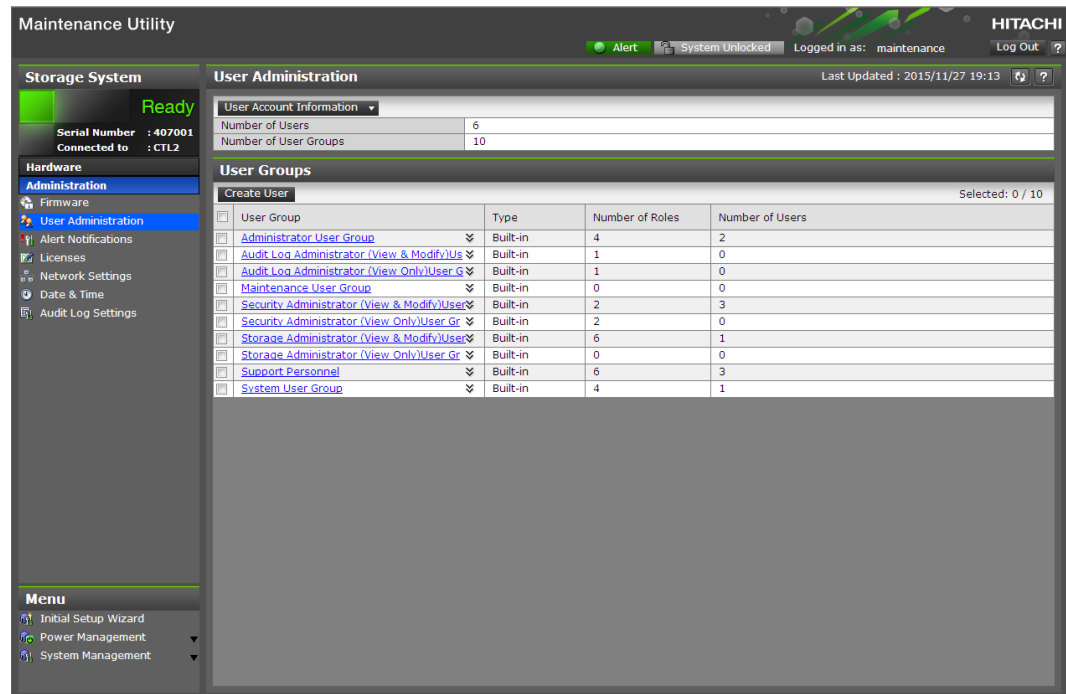 Maintenance Utility
HITACHI
Alert System Unlocked Logged in as: maintenance Log Out ?
Storage System
Ready
Serial Number : 407001
Connected to : CTL2
Hardware
Administration
Firmware
User Administration
Alert Notifications
Licenses
Network Settings
Date & Time
Audit Log Settings
Menu
Initial Setup Wizard
Power Management
System Management
User Administration Last Updated : 2015/11/27 19:13 ?
User Account Information
Number of Users 6
Number of User Groups 10
User Groups
Create User Selected: 0 / 10
User Group Type Number of Roles Number of Users
Administrator User Group Built-in 4 2
Audit Log Administrator (View & Modify)Us Built-in 1 0
Audit Log Administrator (View Only)User G Built-in 1 0
Maintenance User Group Built-in 0 0
Security Administrator (View & Modify)User Built-in 2 3
Security Administrator (View Only)User Gr Built-in 2 0
Storage Administrator (View & Modify)User Built-in 6 1
Storage Administrator (View Only)User Gr Built-in 0 0
Support Personnel Built-in 6 3
System User Group Built-in 4 1